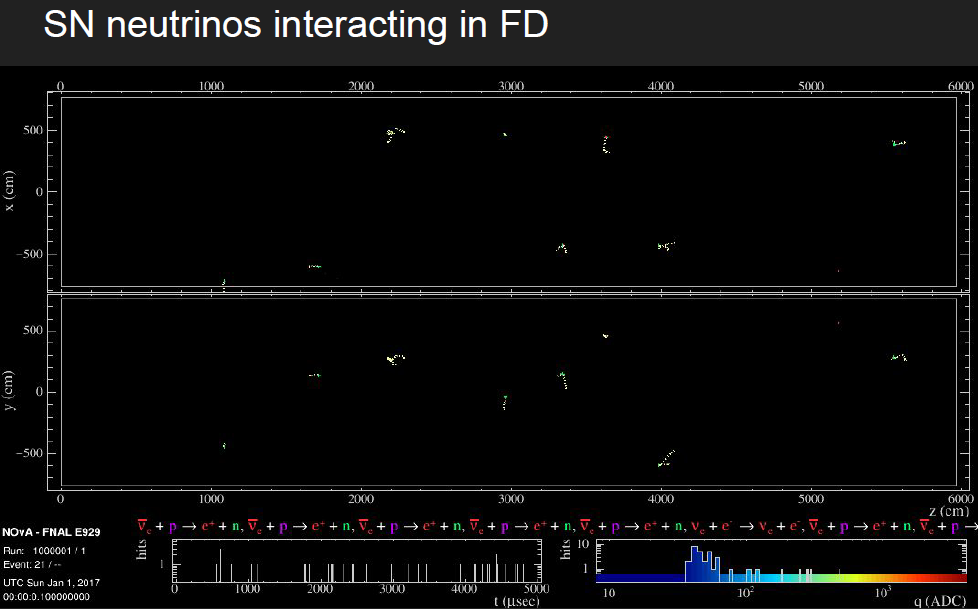 SN neutrinos interacting in FD
0 1000 2000 3000 4000 5000 6000
500
0
−500
x (cm)
500
0
−500
y (cm)
0 1000 2000 3000 4000 5000 6000
z (cm)
ν̅e + p → e⁺ + n, ν̅e + p → e⁺ + n, ν̅e + p → e⁺ + n, ν̅e + p → e⁺ + n, ν̅e + p → e⁺ + n, νe + e⁻ → νe + e⁻, ν̅e + p → e⁺ + n, ν̅e + p →
NOvA - FNAL E929
Run: 1000001 / 1
Event: 21 / --
UTC Sun Jan 1, 2017
00:00:0.100000000
hits
1
0 1000 2000 3000 4000 5000
t (μsec)
hits
10
1
10 10² 10³
q (ADC)